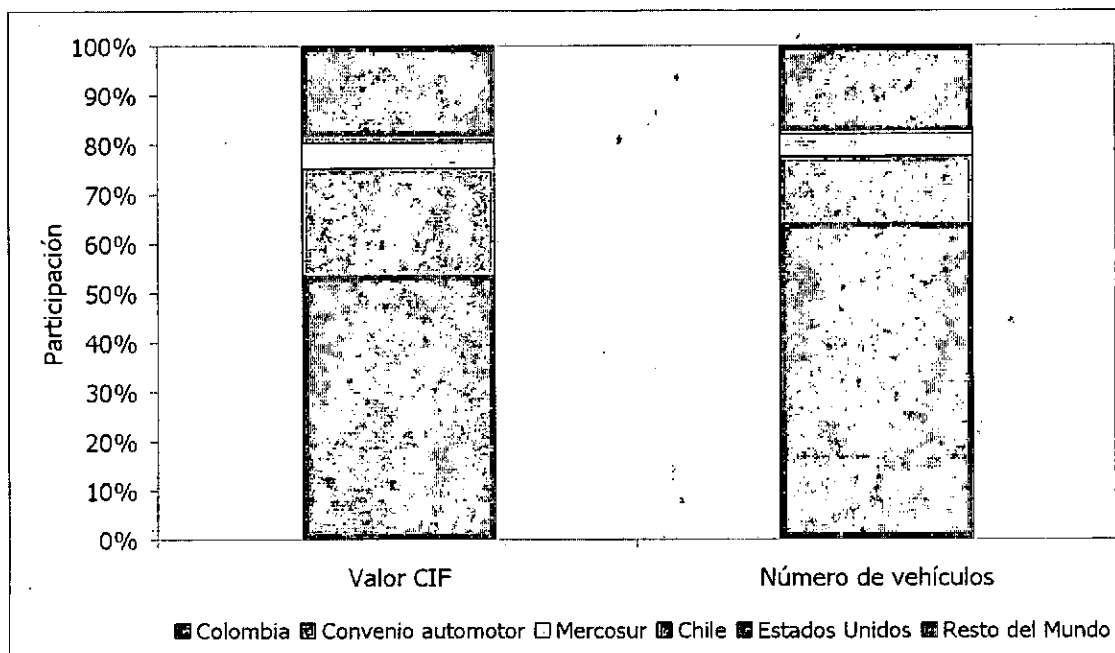 100%
90%
80%
70%
60%
50%
40%
30%
20%
10%
0%
Participación
Valor CIF
Número de vehículos
Colombia Convenio automotor Mercosur Chile Estados Unidos Resto del Mundo